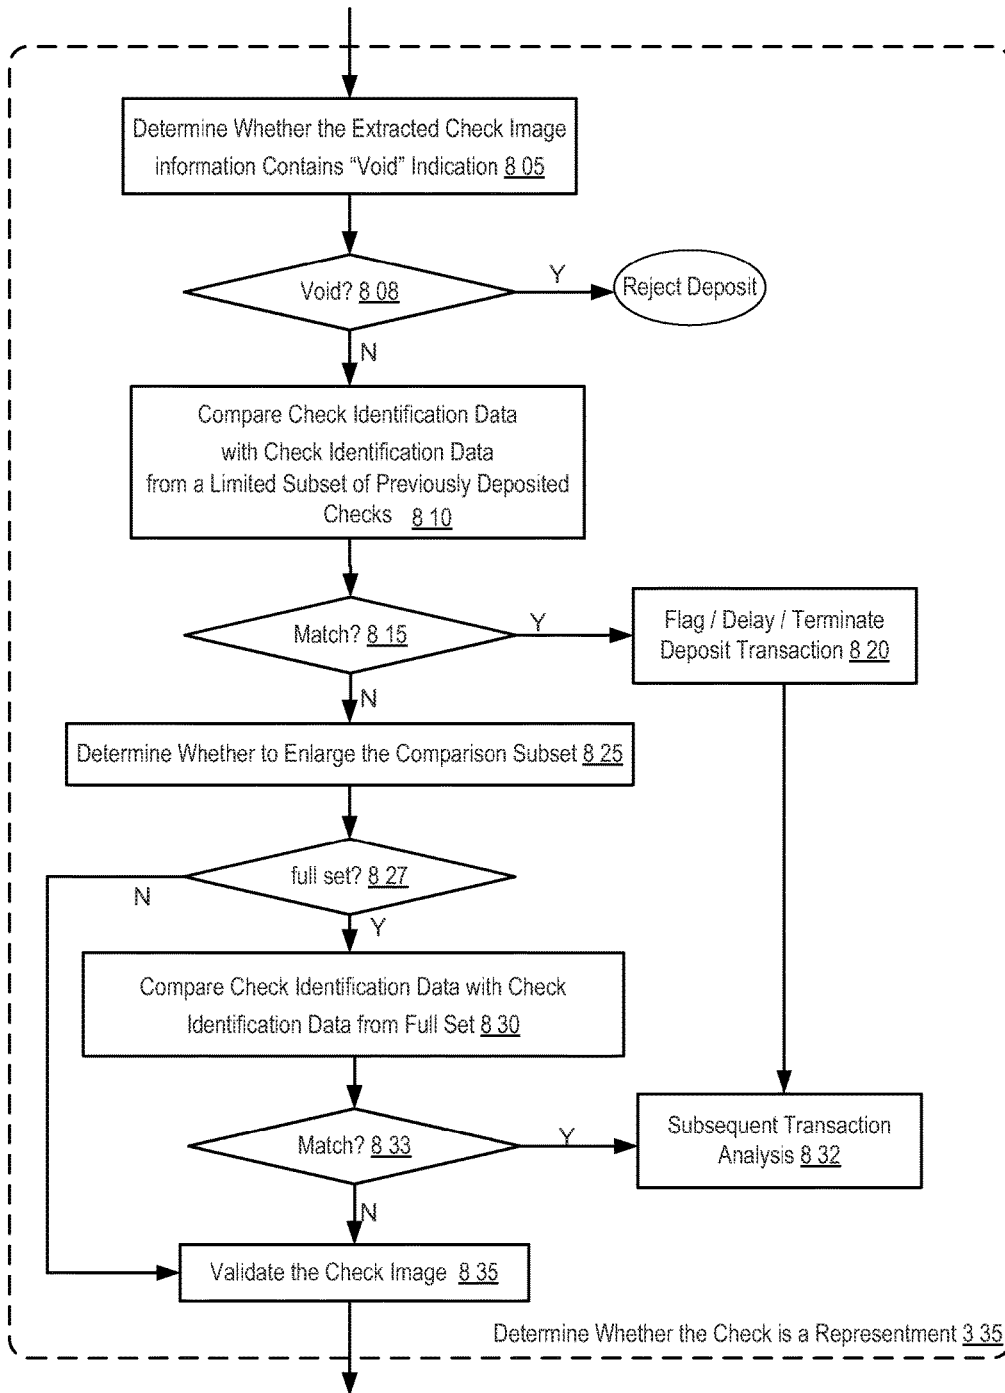 Determine Whether the Extracted Check Image
information Contains “Void” Indication 8 05
Void? 8 08
Y
Reject Deposit
N
Compare Check Identification Data
with Check Identification Data
from a Limited Subset of Previously Deposited
Checks 8 10
Match? 8 15
Y
Flag / Delay / Terminate
Deposit Transaction 8 20
N
Determine Whether to Enlarge the Comparison Subset 8 25
full set? 8 27
N
Y
Compare Check Identification Data with Check
Identification Data from Full Set 8 30
Match? 8 33
Y
Subsequent Transaction
Analysis 8 32
N
Validate the Check Image 8 35
Determine Whether the Check is a Representment 3 35